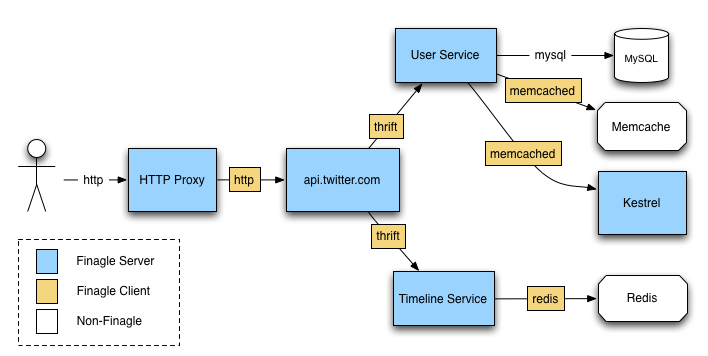 User Service
mysql
MySQL
memcached
Memcache
thrift
memcached
http
HTTP Proxy
http
api.twitter.com
Kestrel
thrift
Finagle Server
Finagle Client
Timeline Service
redis
Redis
Non-Finagle